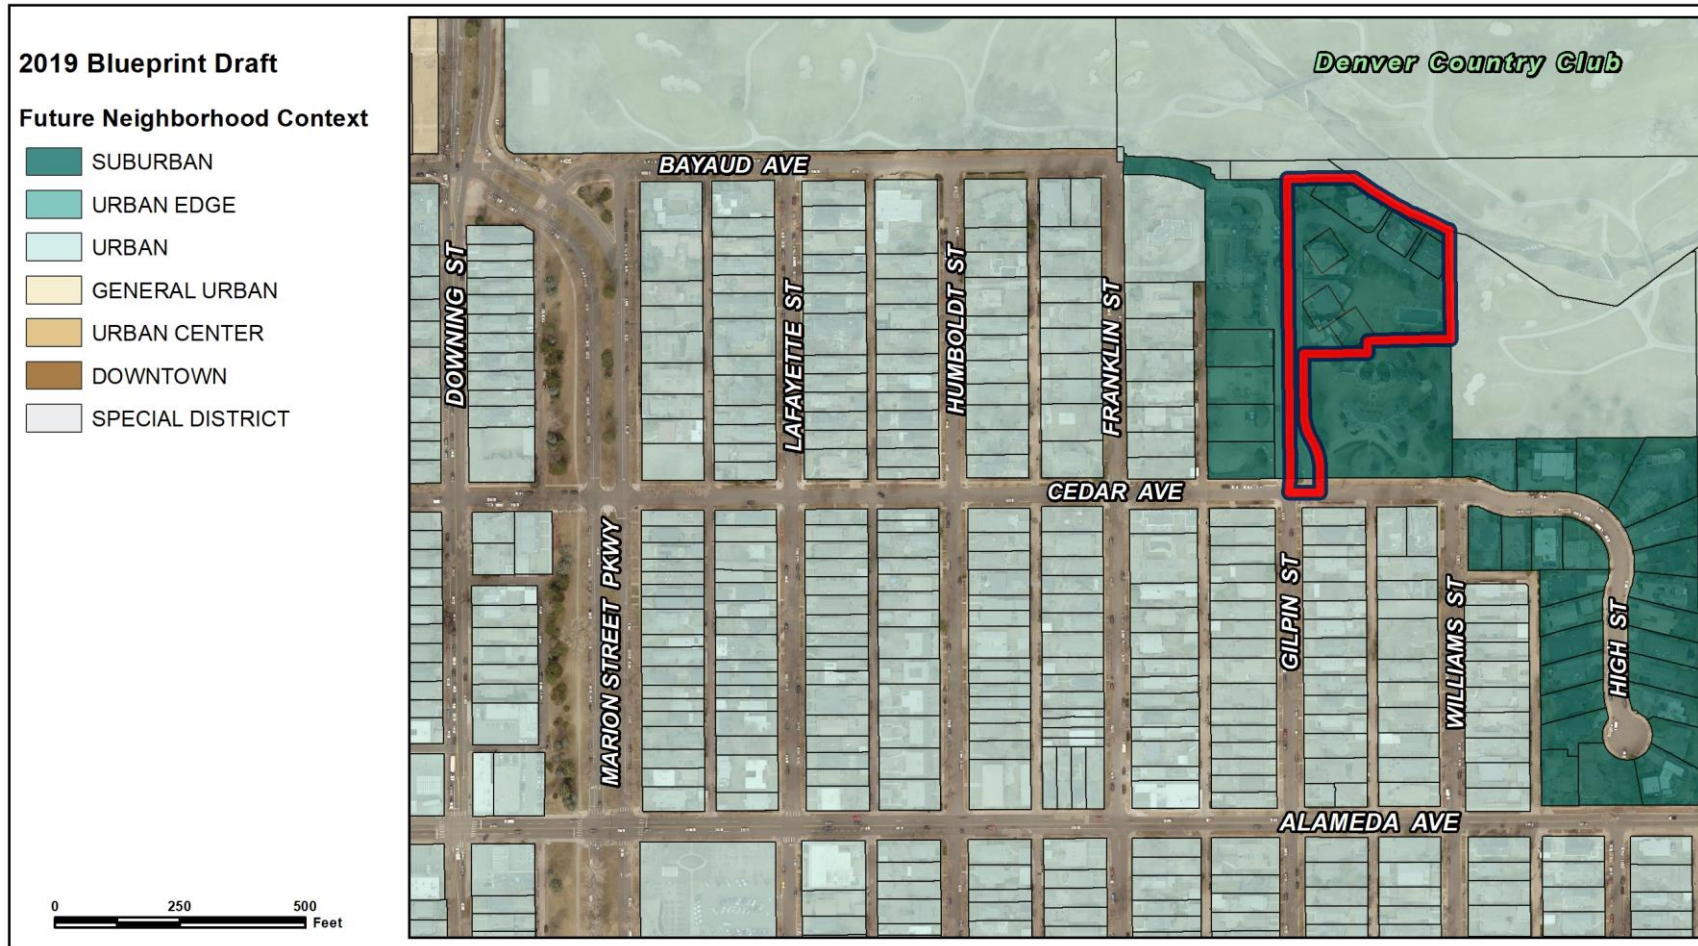 2019 Blueprint Draft
Future Neighborhood Context
SUBURBAN
URBAN EDGE
URBAN
GENERAL URBAN
URBAN CENTER
DOWNTOWN
SPECIAL DISTRICT
0 250 500
Feet
Denver Country Club
BAYAUD AVE
DOWNING ST
LAFAYETTE ST
HUMBOLDT ST
FRANKLIN ST
CEDAR AVE
MARION STREET PKWY
GILPIN ST
WILLIAMS ST
HIGH ST
ALAMEDA AVE